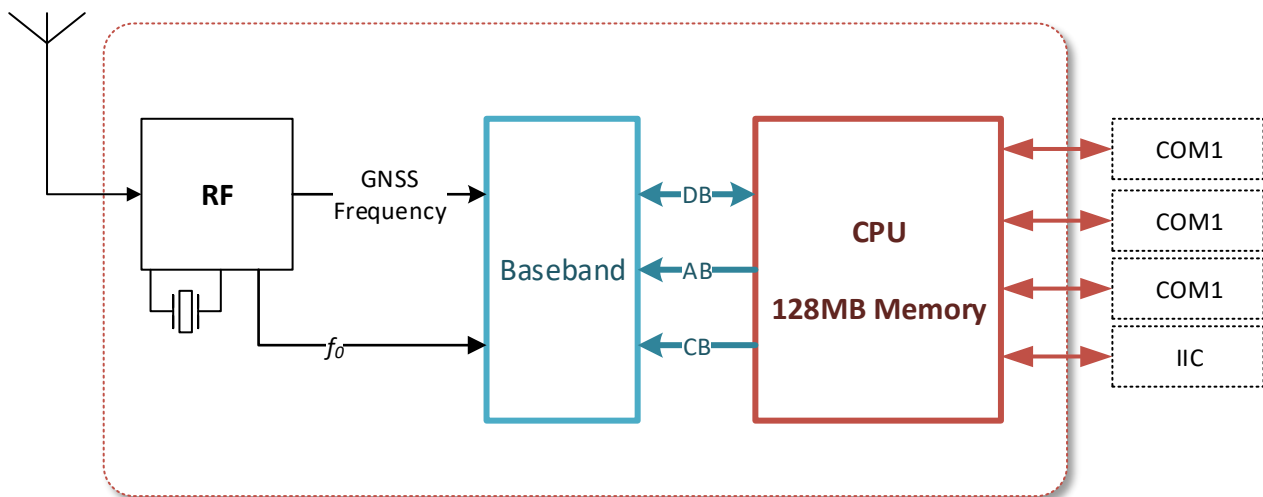 RF
GNSS
Frequency
f0
Baseband
DB
AB
CB
CPU
128MB Memory
COM1
COM1
COM1
IIC